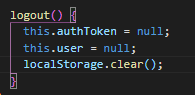 logout() {
  this.authToken = null;
  this.user = null;
  localStorage.clear();
}